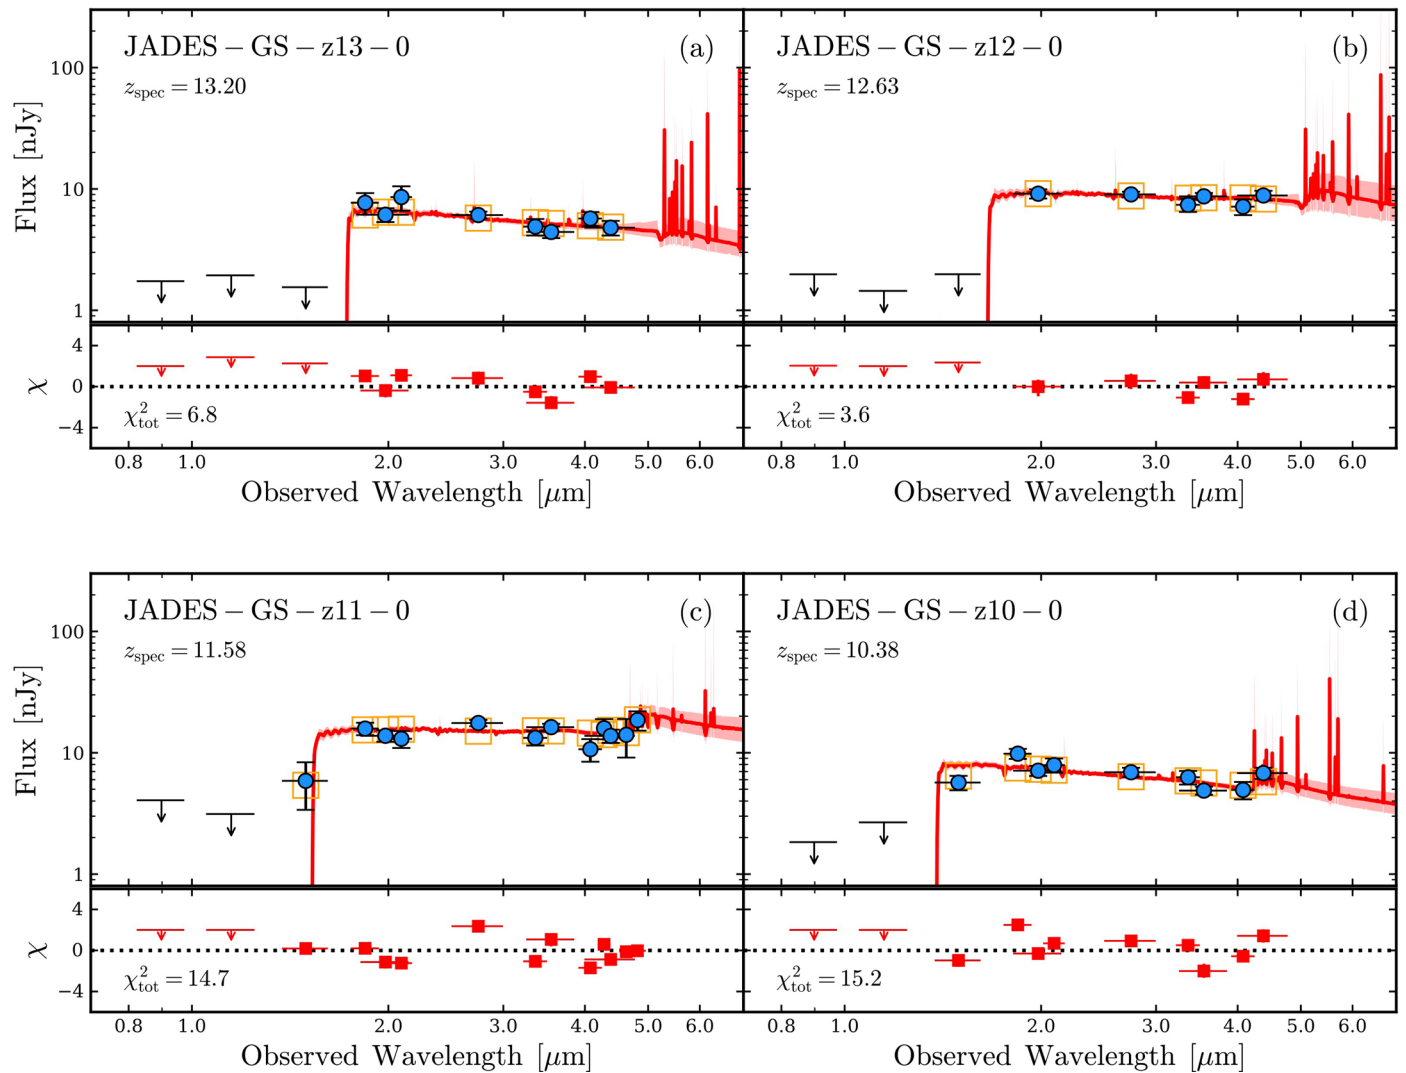 JADES − GS − z13 − 0
(a)
z_spec = 13.20
JADES − GS − z12 − 0
(b)
z_spec = 12.63
Flux [nJy]
100
10
1
4
0
−4
χ
χ²_tot = 6.8
χ²_tot = 3.6
0.8 1.0 2.0 3.0 4.0 5.0 6.0
0.8 1.0 2.0 3.0 4.0 5.0 6.0
Observed Wavelength [μm]
Observed Wavelength [μm]
JADES − GS − z11 − 0
(c)
z_spec = 11.58
JADES − GS − z10 − 0
(d)
z_spec = 10.38
Flux [nJy]
100
10
1
4
0
−4
χ
χ²_tot = 14.7
χ²_tot = 15.2
0.8 1.0 2.0 3.0 4.0 5.0 6.0
0.8 1.0 2.0 3.0 4.0 5.0 6.0
Observed Wavelength [μm]
Observed Wavelength [μm]